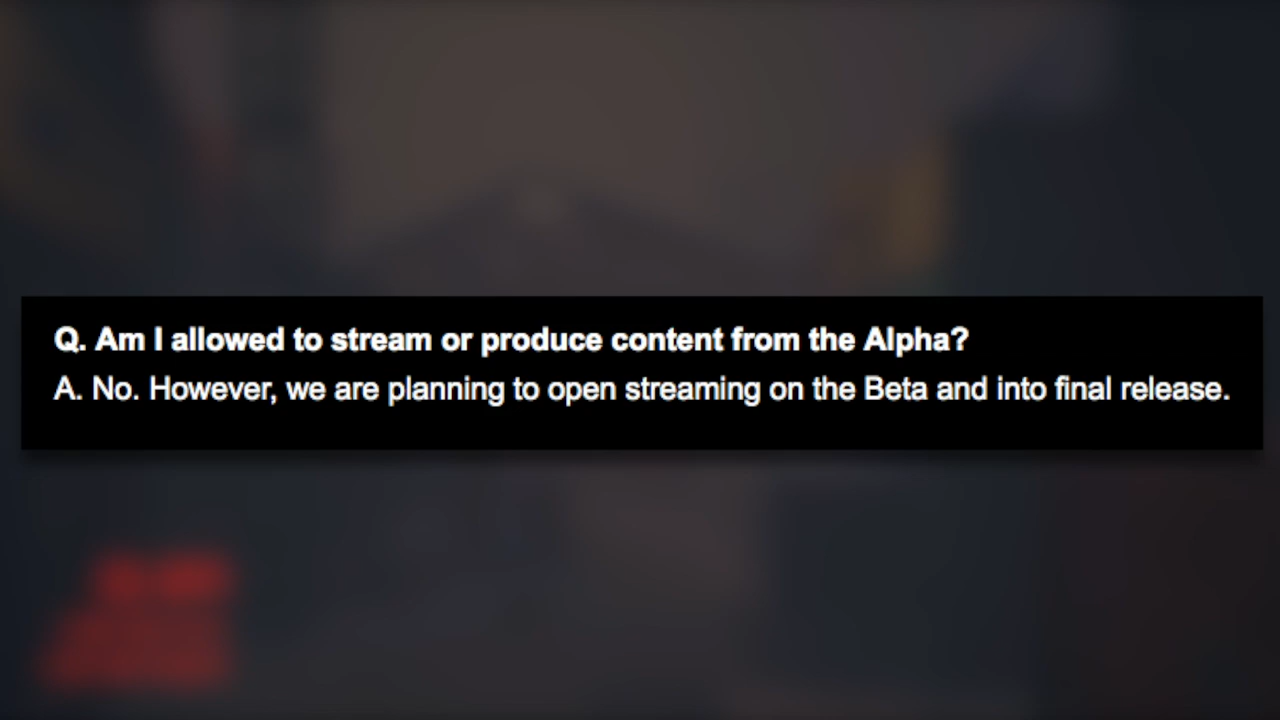 Q. Am I allowed to stream or produce content from the Alpha?
A. No. However, we are planning to open streaming on the Beta and into final release.